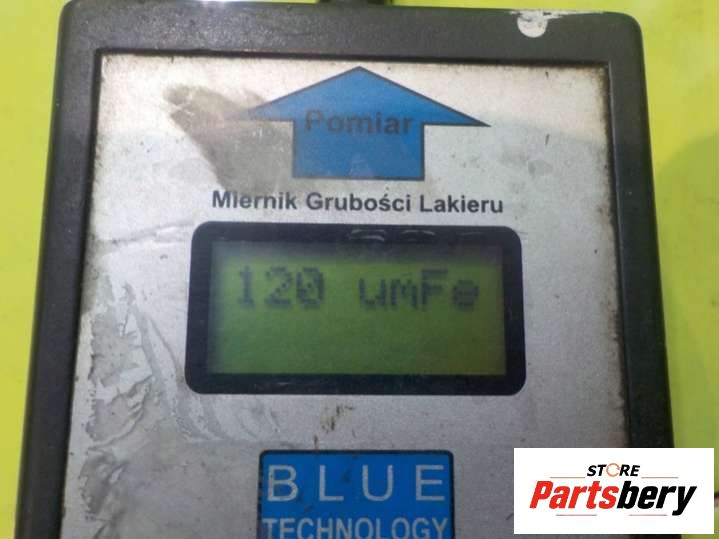 Pomiar
Miernik Grubości Lakieru
120 umFe
BLUE
TECHNOLOGY
STORE
Partsbery